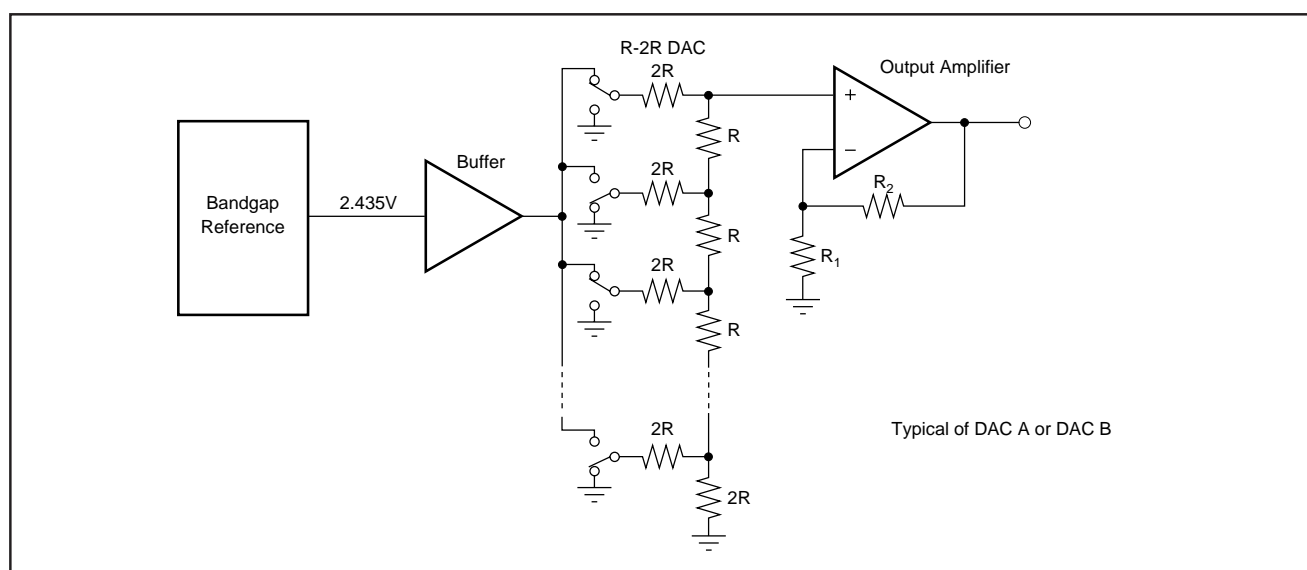 R-2R DAC
2R
Output Amplifier
+
R
−
Buffer
2R
R2
Bandgap
Reference
2.435V
R
R1
2R
R
2R
Typical of DAC A or DAC B
2R